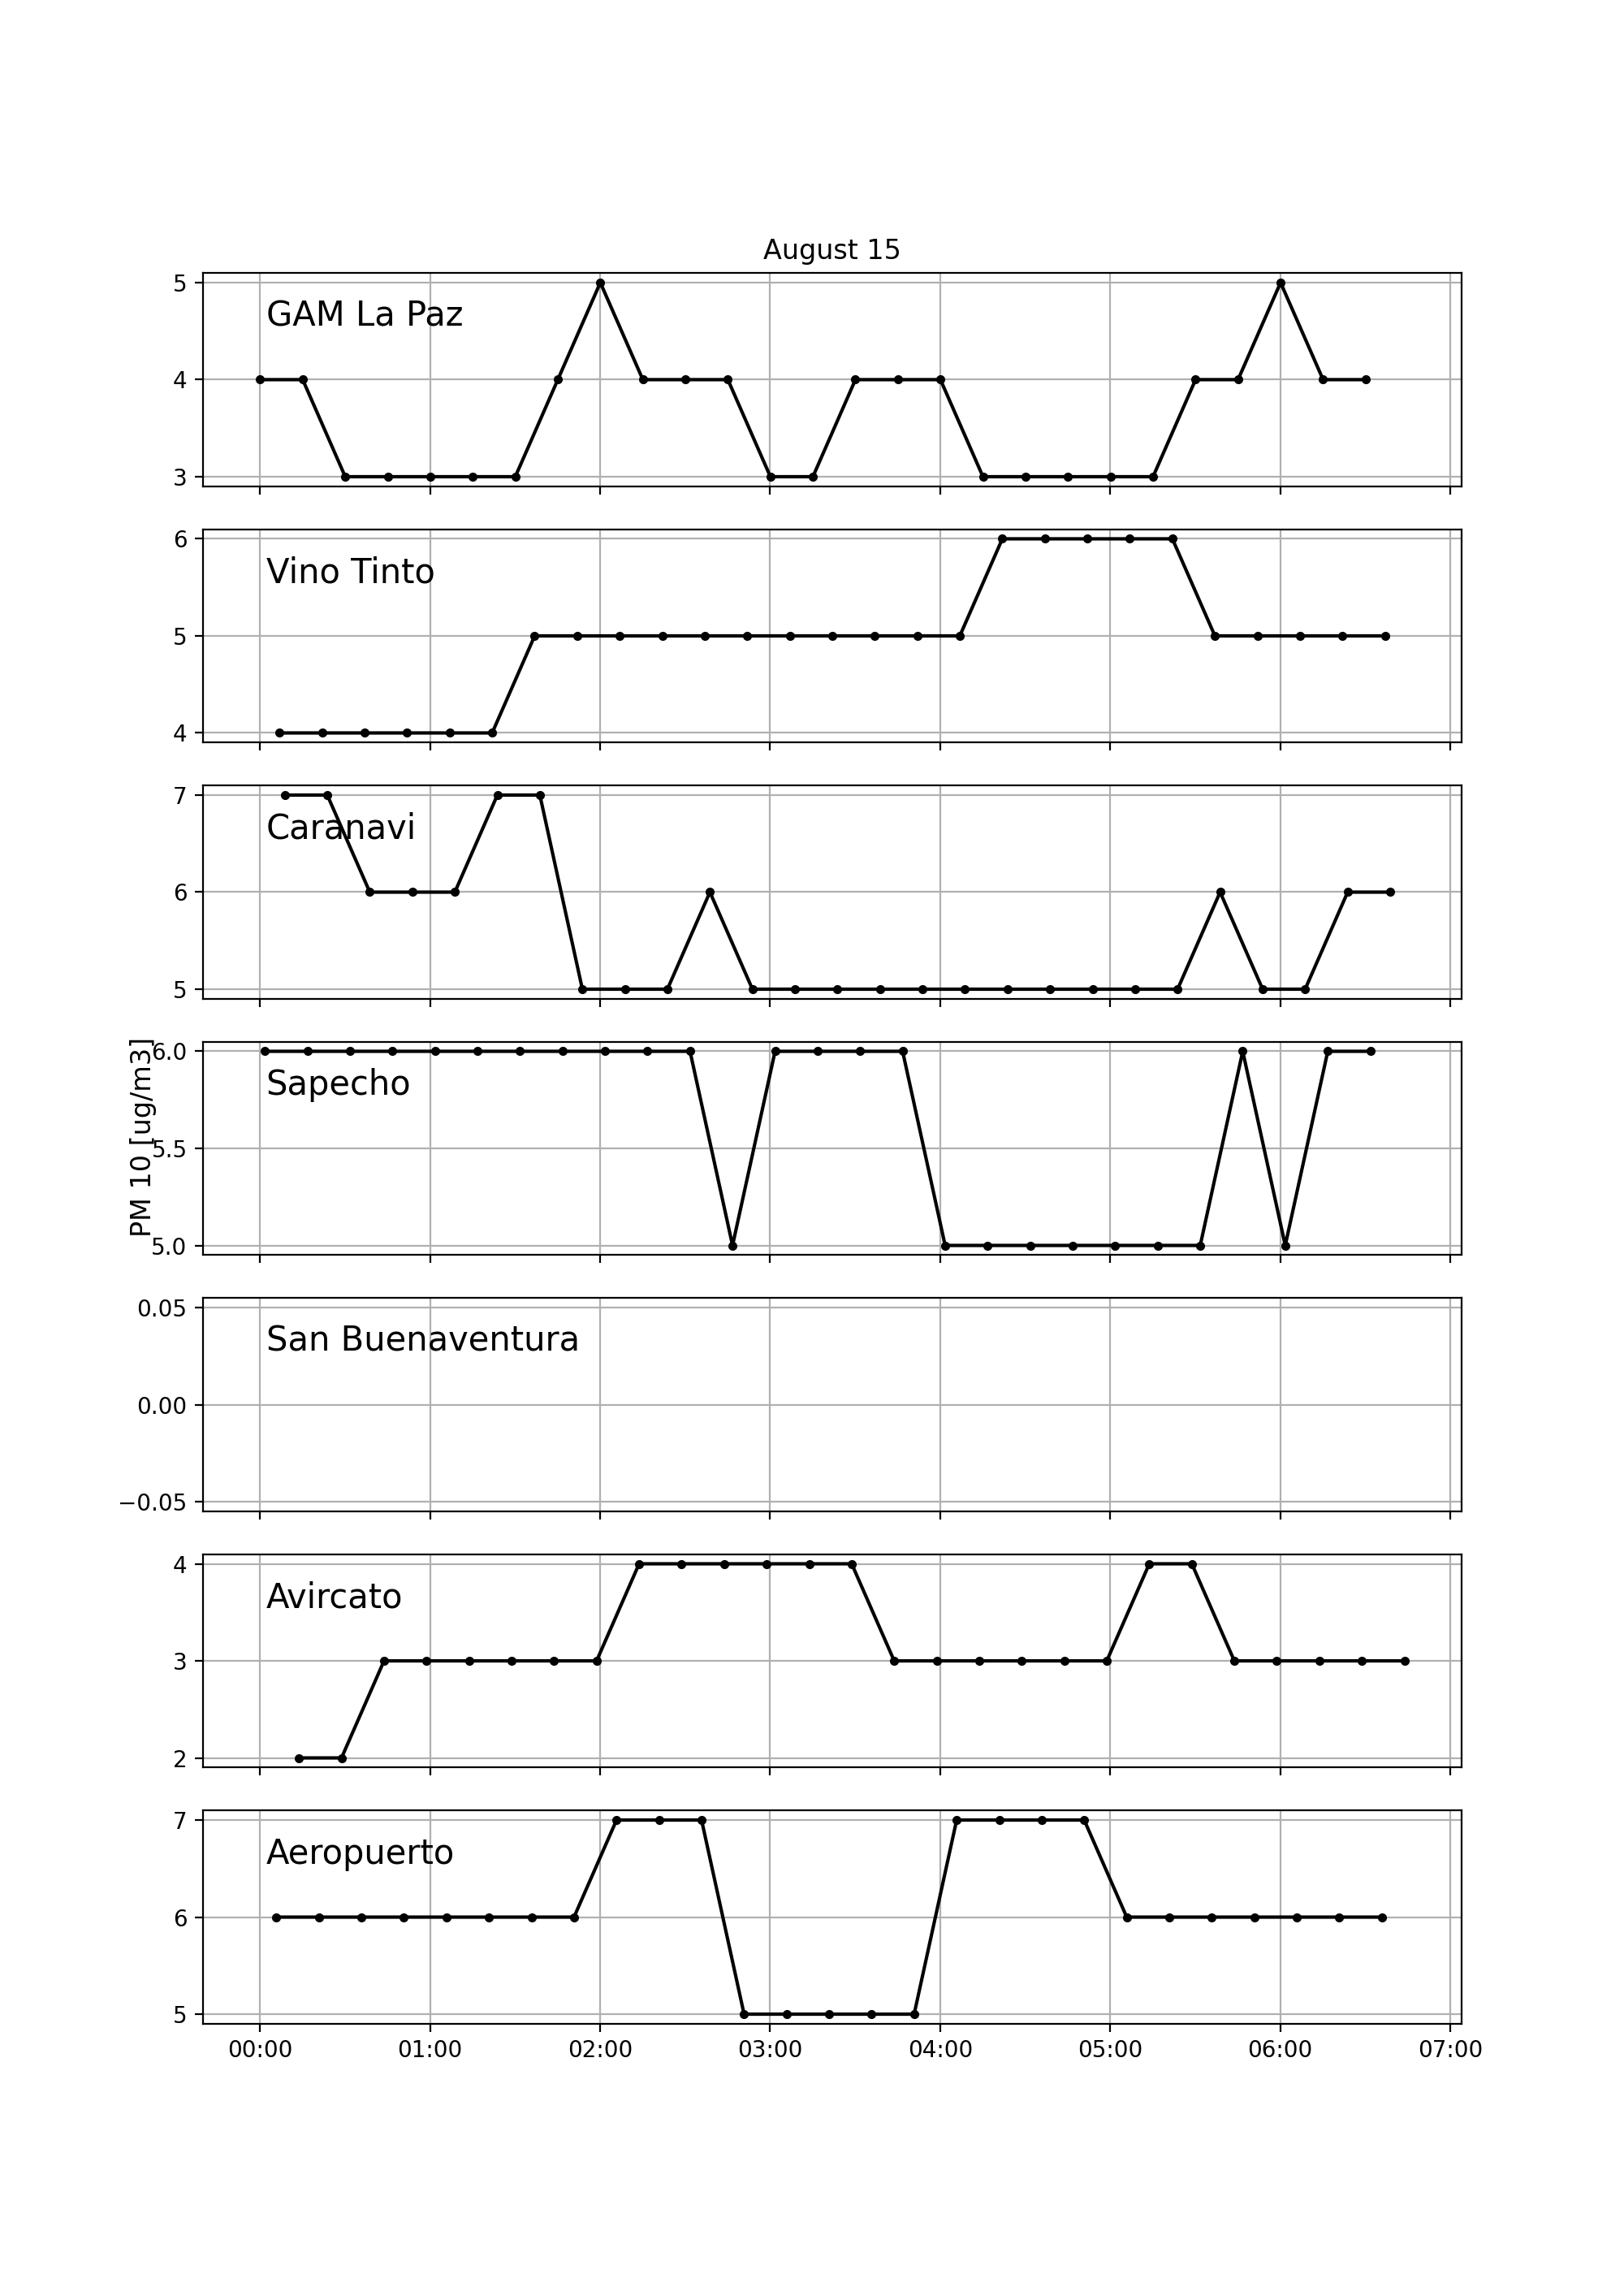 August 15
5
GAM La Paz
4
3
6
Vino Tinto
5
4
7
Caranavi
6
5
PM 10 [ug/m3]
6.0
Sapecho
5.5
5.0
0.05
San Buenaventura
0.00
−0.05
4
Avircato
3
2
7
Aeropuerto
6
5
00:00 01:00 02:00 03:00 04:00 05:00 06:00 07:00